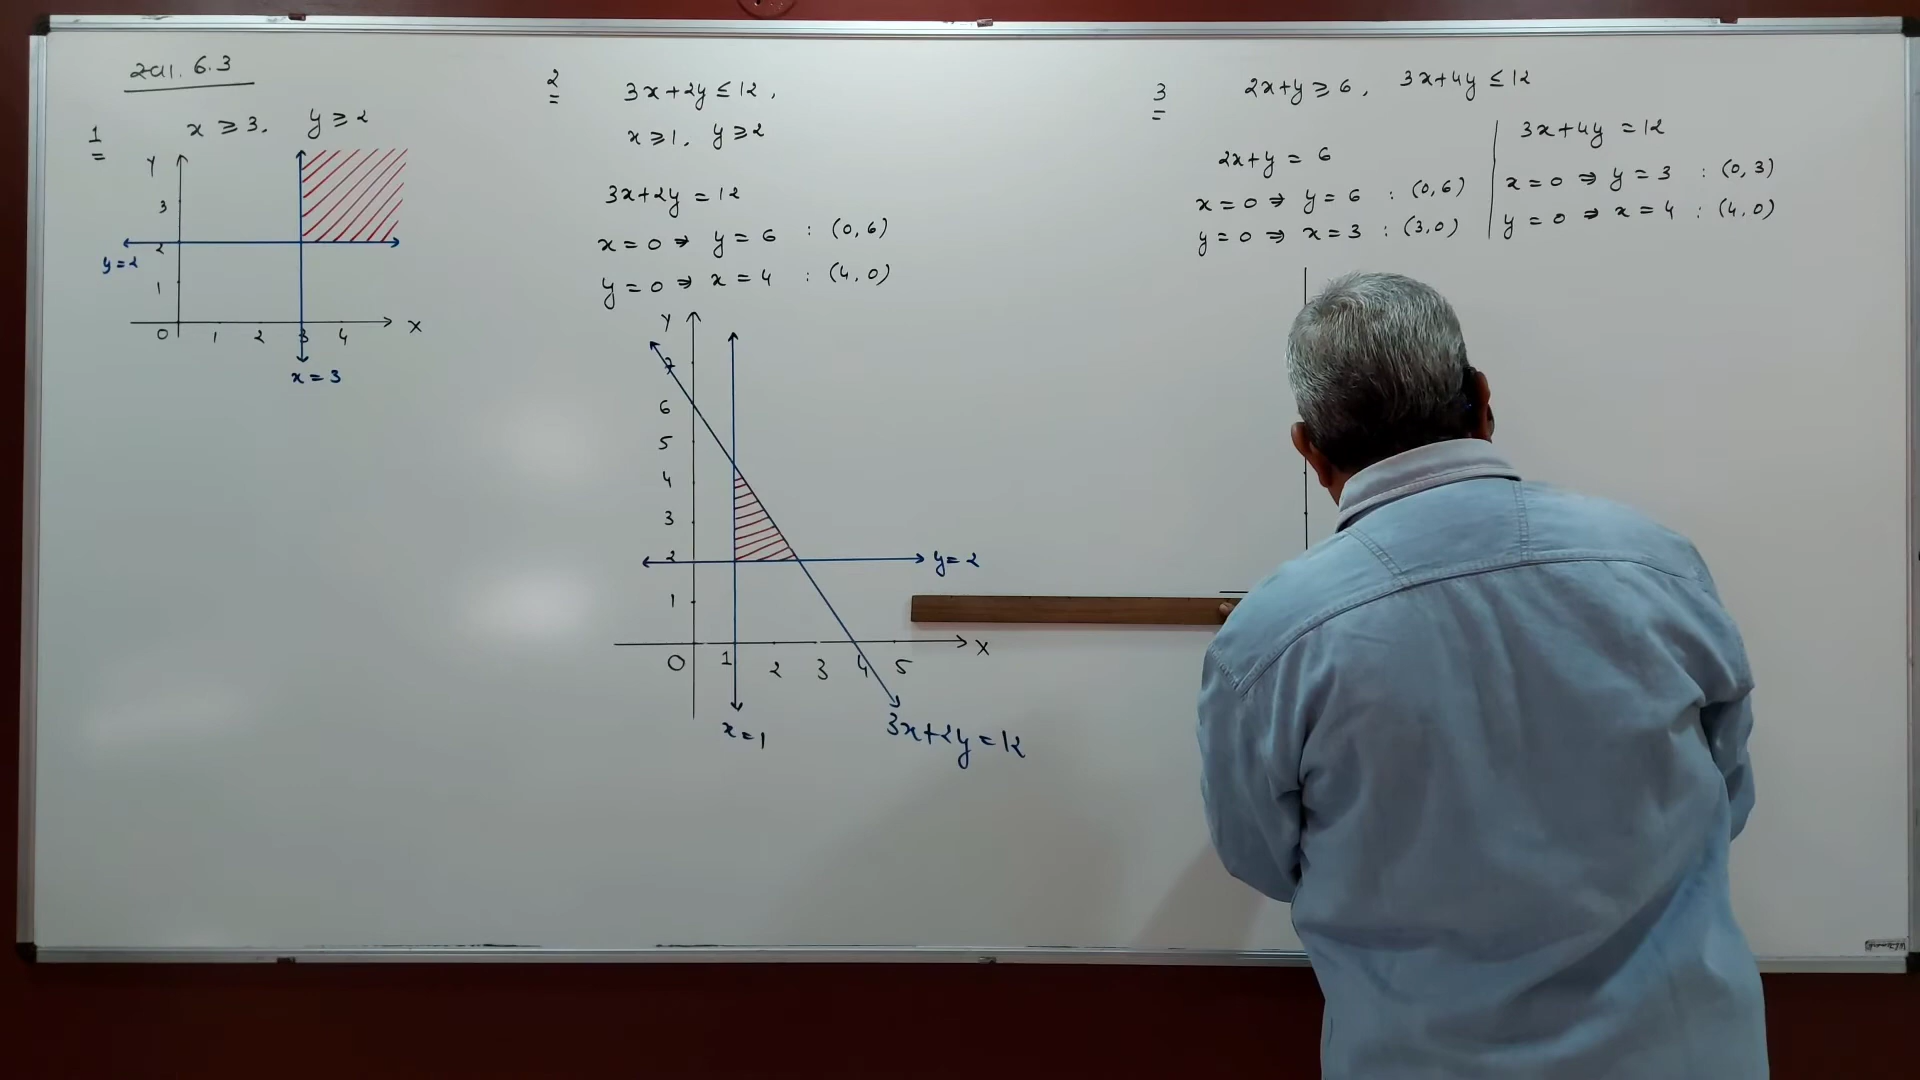 2વા. 6.3
1
x ≥ 3, y ≥ 2
Y
3
2
1
y = 2
0 1 2 3 4 X
x = 3
2
3x+2y ≤ 12,
x ≥ 1, y ≥ 2
3x+2y = 12
x = 0 ⇒ y = 6 : (0, 6)
y = 0 ⇒ x = 4 : (4, 0)
Y
7
6
5
4
3
2
1
y = 2
0 1 2 3 4 5 X
x = 1
3x+2y = 12
3
2x+y ≥ 6, 3x+4y ≤ 12
2x+y = 6
x = 0 ⇒ y = 6 : (0, 6)
y = 0 ⇒ x = 3 : (3, 0)
3x+4y = 12
x = 0 ⇒ y = 3 : (0, 3)
y = 0 ⇒ x = 4 : (4, 0)